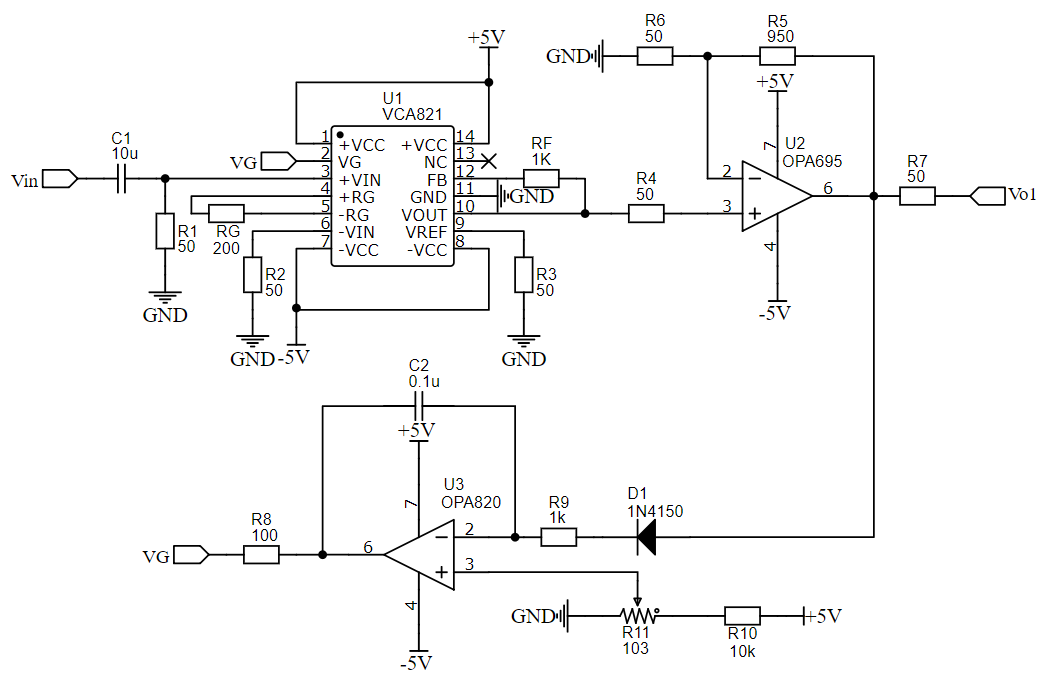 +5V
R6
50
GND
R5
950
+5V
U1
VCA821
C1
10u
Vin
VG
1
2
3
4
5
6
7
+VCC
VG
+VIN
+RG
-RG
-VIN
-VCC
+VCC
NC
FB
GND
VOUT
VREF
-VCC
14
13
12
11
10
9
8
RF
1K
GND
R4
50
7
U2
OPA695
2
3
6
4
R7
50
Vo1
-5V
R1
50
GND
RG
200
R2
50
GND
-5V
R3
50
GND
C2
0.1u
+5V
7
U3
OPA820
2
3
6
4
-5V
R9
1k
D1
1N4150
R8
100
VG
GND
R11
103
R10
10k
+5V